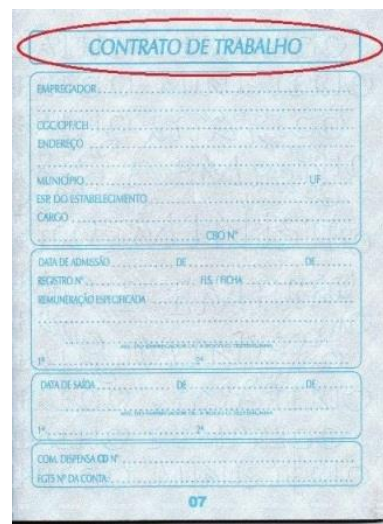 CONTRATO DE TRABALHO
EMPREGADOR
CGC/CPF/CEI
ENDEREÇO
MUNICÍPIO UF
ESP. DO ESTABELECIMENTO
CARGO
CBO Nº
DATA DE ADMISSÃO DE DE
REGISTRO Nº FLS. / FICHA
REMUNERAÇÃO ESPECIFICADA
1º 2º
DATA DE SAÍDA DE DE
1º 2º
COM. DISPENSA CD Nº
FGTS Nº DA CONTA
07